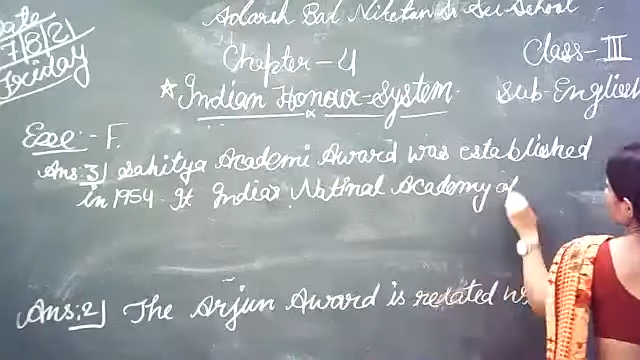 Adarsh Bal Niketan Sr Sec School
Date
7/8/21
Friday
Chapter - 4
Class - III
* Indian Honour System
Sub-English
Exe - F.
Ans: 3) Sahitya Academi Award was established
in 1954. It Indias Natinal Academy of
Ans: 2) The Arjun Award is related